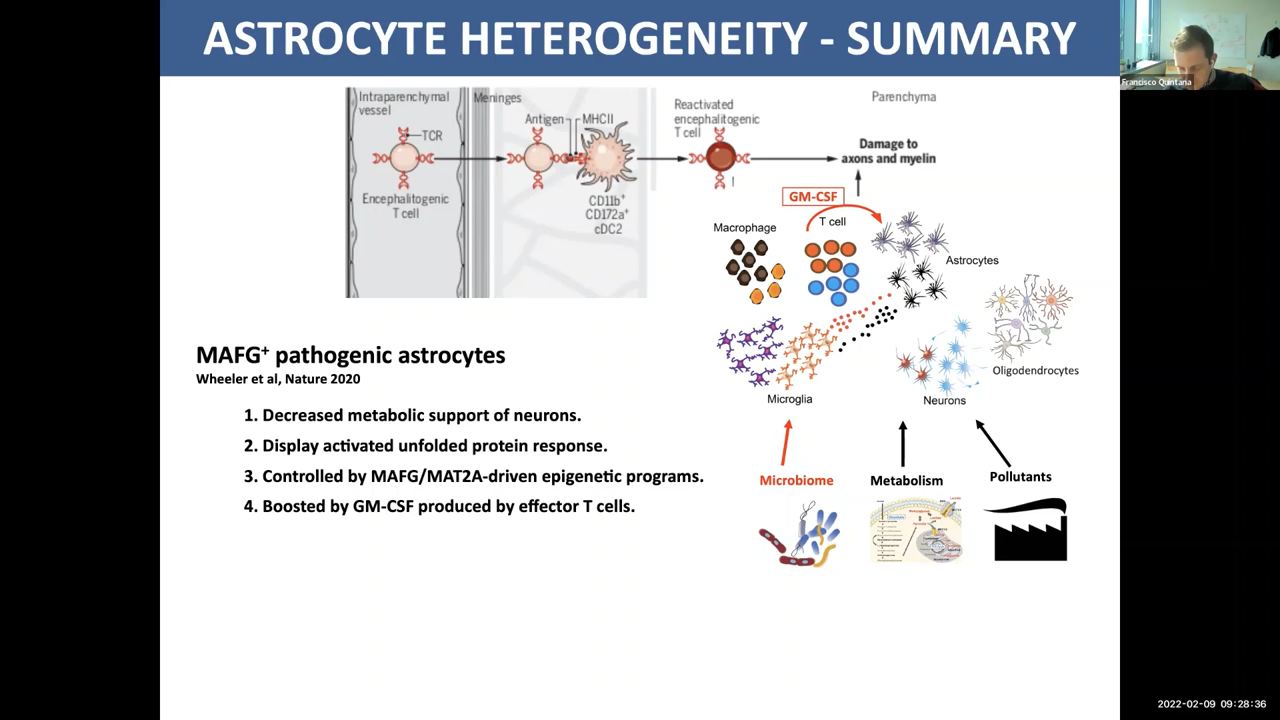 ASTROCYTE HETEROGENEITY - SUMMARY
Francisco Quintana
Intraparenchymal
vessel
Meninges
TCR
Encephalitogenic
T cell
Antigen
MHCII
CD11b⁺
CD172a⁺
cDC2
Reactivated
encephalitogenic
T cell
Parenchyma
Damage to
axons and myelin
GM-CSF
Macrophage
T cell
Astrocytes
Oligodendrocytes
Microglia
Neurons
MAFG⁺ pathogenic astrocytes
Wheeler et al, Nature 2020
1. Decreased metabolic support of neurons.
2. Display activated unfolded protein response.
3. Controlled by MAFG/MAT2A-driven epigenetic programs.
4. Boosted by GM-CSF produced by effector T cells.
Microbiome
Metabolism
Pollutants
2022-02-09 09:28:36